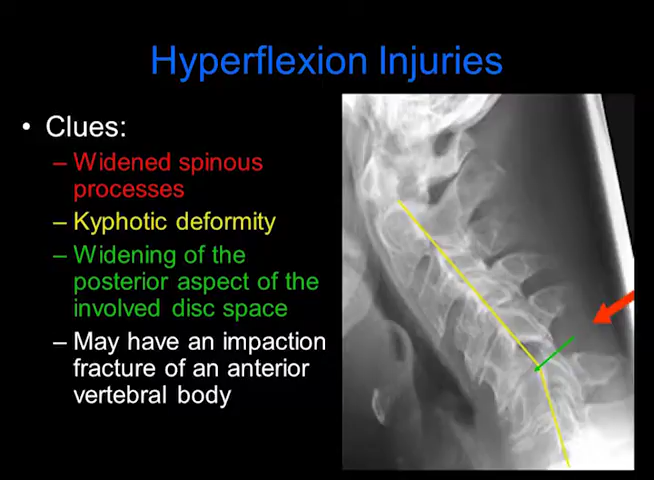 Hyperflexion Injuries
• Clues:
– Widened spinous
processes
– Kyphotic deformity
– Widening of the
posterior aspect of the
involved disc space
– May have an impaction
fracture of an anterior
vertebral body